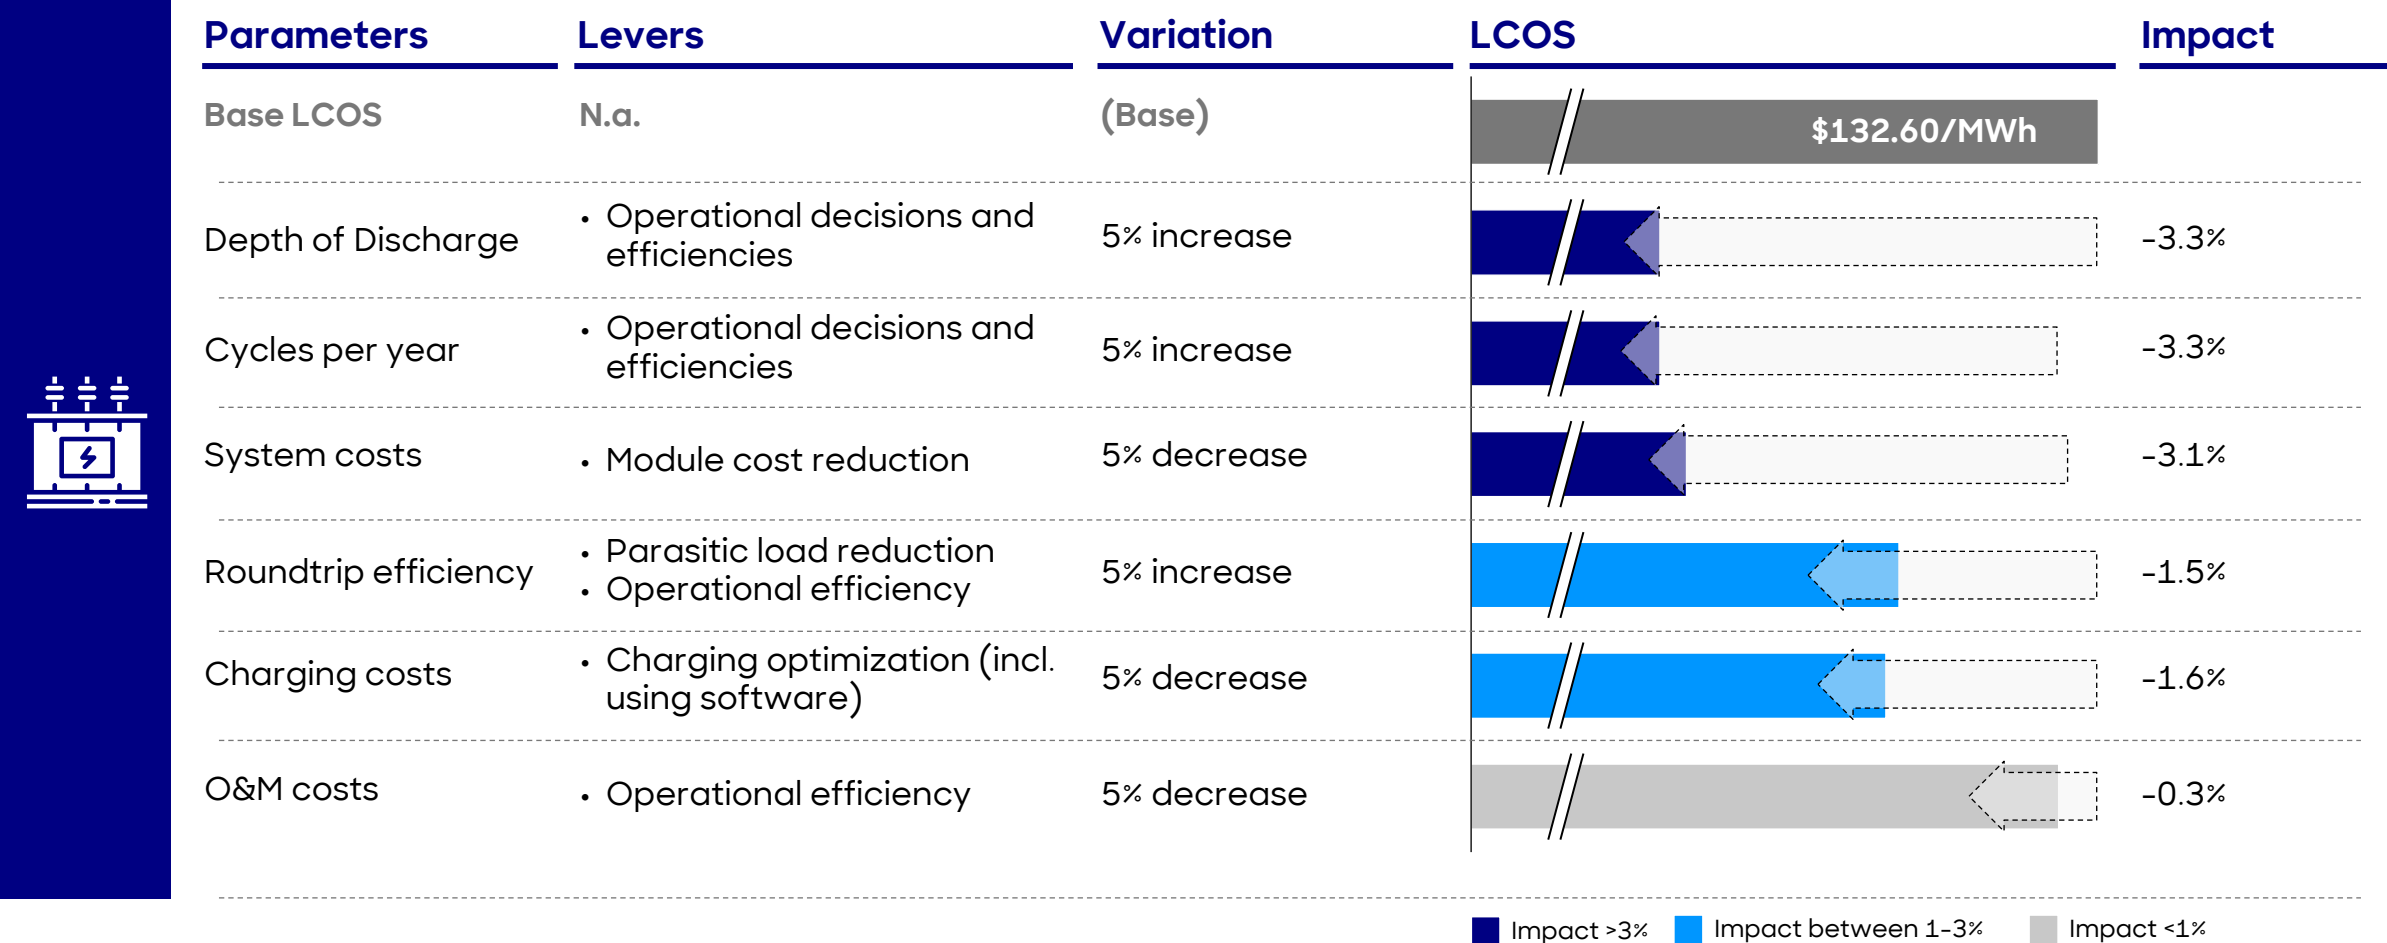 Parameters Levers Variation LCOS Impact
Base LCOS N.a. (Base) $132.60/MWh
Depth of Discharge • Operational decisions and 5% increase -3.3%
efficiencies
Cycles per year • Operational decisions and 5% increase -3.3%
efficiencies
System costs • Module cost reduction 5% decrease -3.1%
Roundtrip efficiency • Parasitic load reduction 5% increase -1.5%
• Operational efficiency
Charging costs • Charging optimization (incl. 5% decrease -1.6%
using software)
O&M costs • Operational efficiency 5% decrease -0.3%
Impact >3% Impact between 1-3% Impact <1%